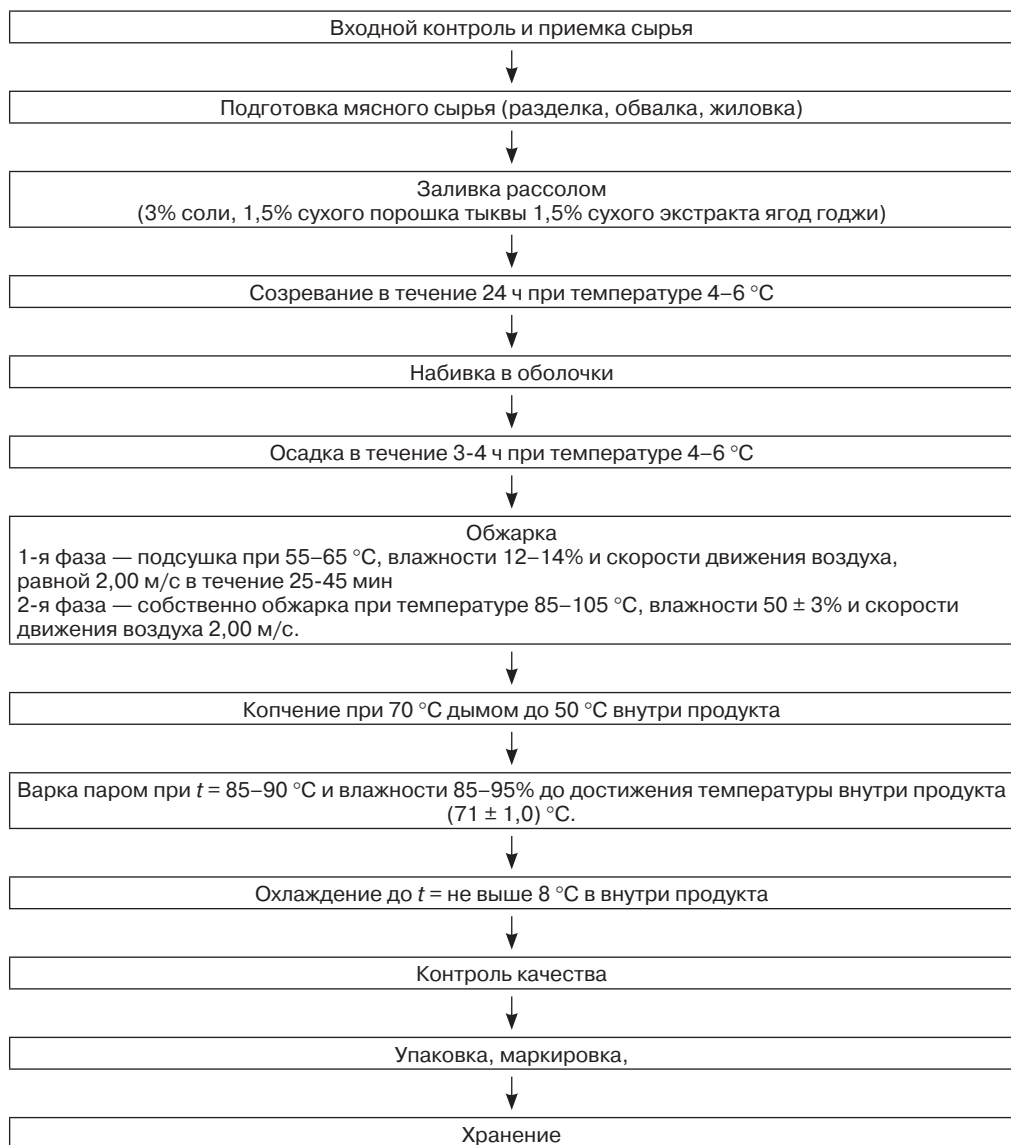 Входной контроль и приемка сырья
Подготовка мясного сырья (разделка, обвалка, жиловка)
Заливка рассолом
(3% соли, 1,5% сухого порошка тыквы 1,5% сухого экстракта ягод годжи)
Созревание в течение 24 ч при температуре 4–6 °С
Набивка в оболочки
Осадка в течение 3-4 ч при температуре 4–6 °С
Обжарка
1-я фаза — подсушка при 55–65 °С, влажности 12–14% и скорости движения воздуха,
равной 2,00 м/с в течение 25-45 мин
2-я фаза — собственно обжарка при температуре 85–105 °С, влажности 50 ± 3% и скорости
движения воздуха 2,00 м/с.
Копчение при 70 °С дымом до 50 °С внутри продукта
Варка паром при t = 85–90 °С и влажности 85–95% до достижения температуры внутри продукта
(71 ± 1,0) °С.
Охлаждение до t = не выше 8 °С в внутри продукта
Контроль качества
Упаковка, маркировка,
Хранение